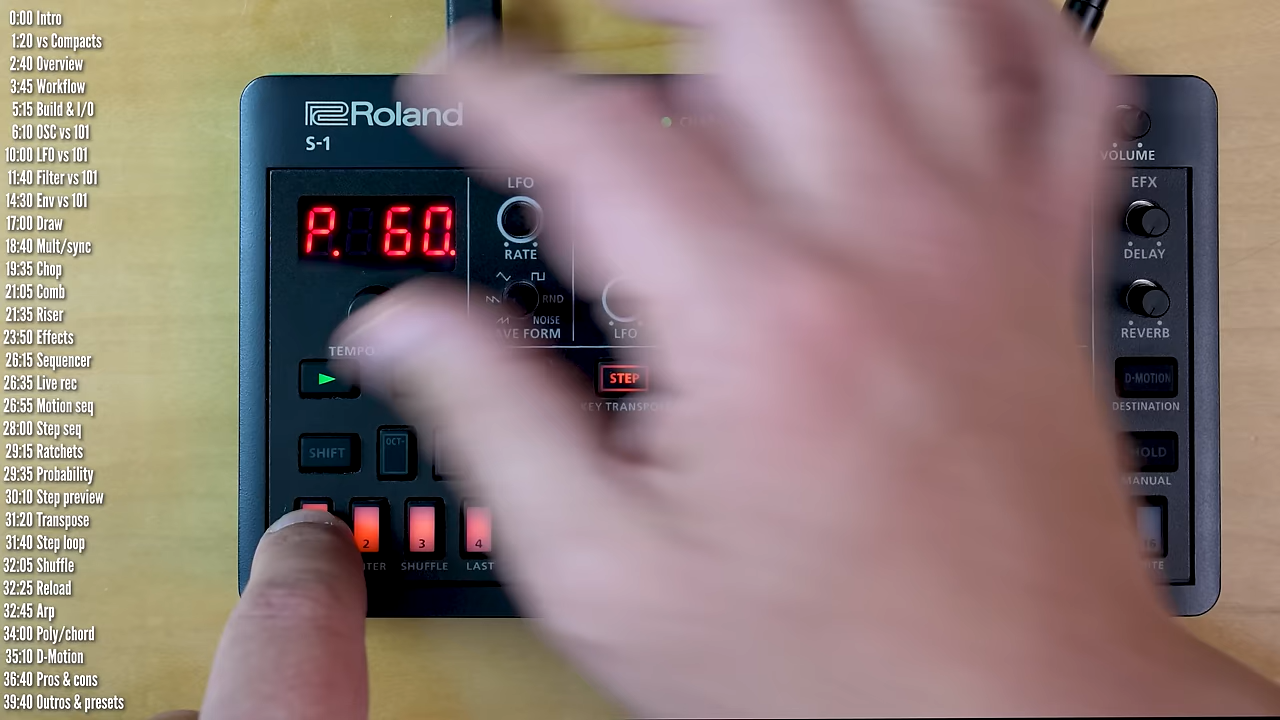 0:00 Intro
1:20 vs Compacts
2:40 Overview
3:45 Workflow
5:15 Build & I/O
6:10 OSC vs 101
10:00 LFO vs 101
11:40 Filter vs 101
14:30 Env vs 101
17:00 Draw
18:40 Mult/sync
19:35 Chop
21:05 Comb
21:35 Riser
23:50 Effects
26:15 Sequencer
26:35 Live rec
26:55 Motion seq
28:00 Step seq
29:15 Ratchets
29:35 Probability
30:10 Step preview
31:20 Transpose
31:40 Step loop
32:05 Shuffle
32:25 Reload
32:45 Arp
34:00 Poly/chord
35:10 D-Motion
36:40 Pros & cons
39:40 Outros & presets
Roland
S-1
VOLUME
LFO
EFX
P. 60.
RATE
DELAY
RND
NOISE
LFO
REVERB
TEMPO
STEP
D-MOTION
DESTINATION
SHIFT
OCT-
HOLD
MANUAL
2
3
4
16
SHUFFLE
LAST